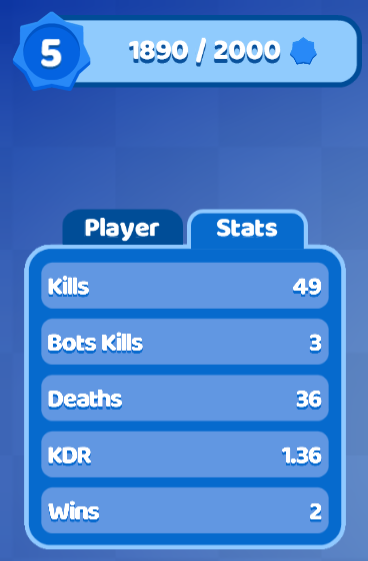 5
1890 / 2000
Player Stats
Kills 49
Bots Kills 3
Deaths 36
KDR 1.36
Wins 2